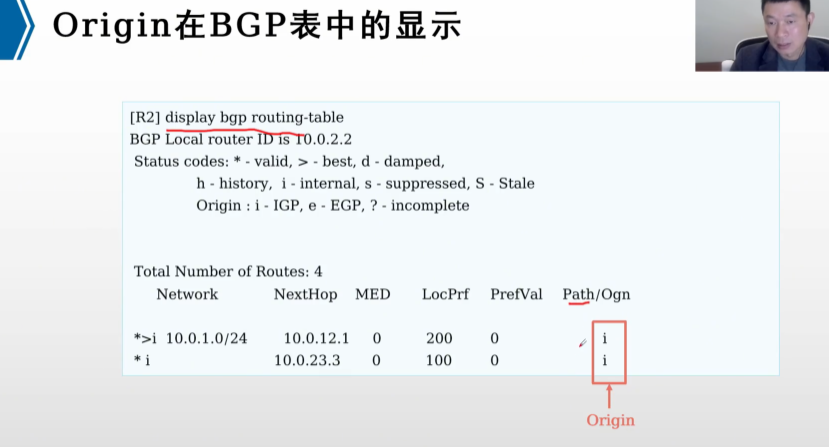 Origin在BGP表中的显示
[R2] display bgp routing-table
BGP Local router ID is 10.0.2.2
Status codes: * - valid, > - best, d - damped,
h - history, i - internal, s - suppressed, S - Stale
Origin : i - IGP, e - EGP, ? - incomplete
Total Number of Routes: 4
Network NextHop MED LocPrf PrefVal Path/Ogn
*>i 10.0.1.0/24 10.0.12.1 0 200 0 i
* i 10.0.23.3 0 100 0 i
Origin